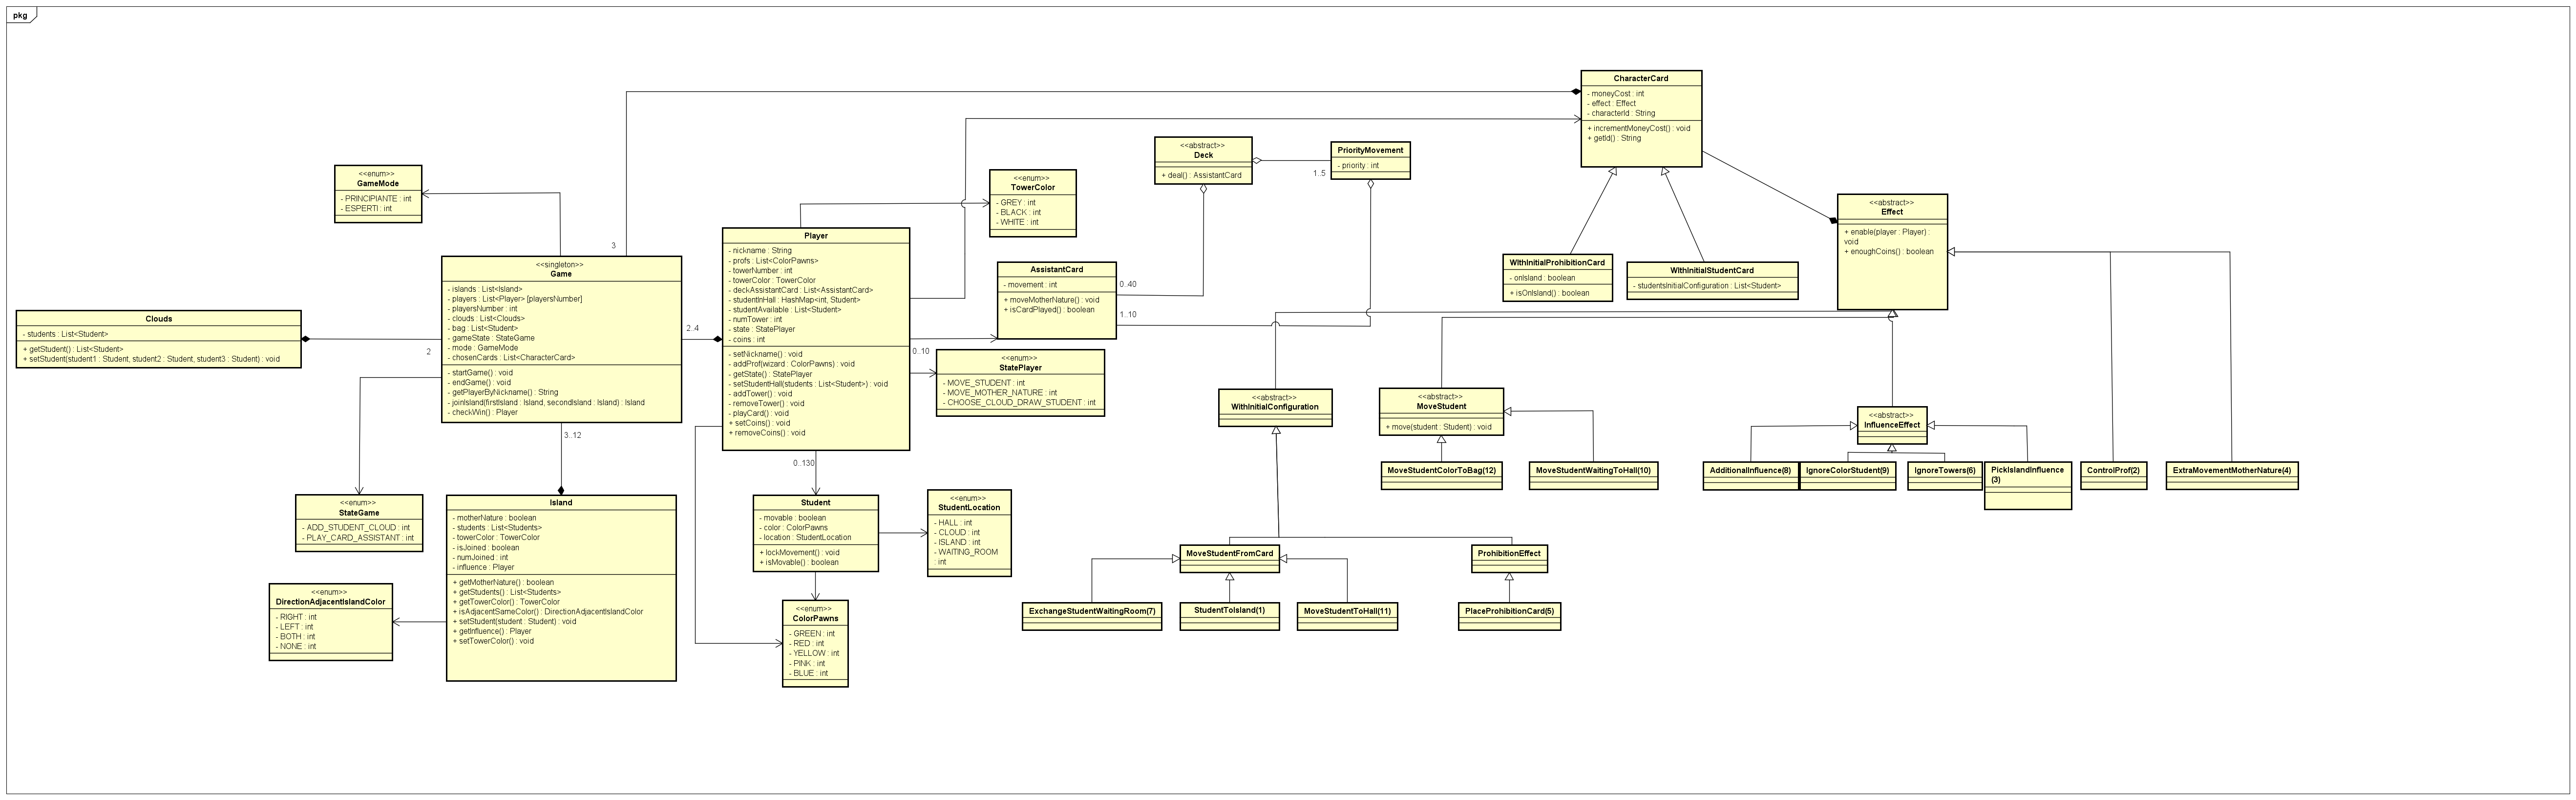 pkg
CharacterCard
- moneyCost : int
- effect : Effect
- characterId : String
+ incrementMoneyCost() : void
+ getId() : String
<<abstract>>
Deck
+ deal() : AssistantCard
PriorityMovement
- priority : int
1..5
<<enum>>
GameMode
- PRINCIPIANTE : int
- ESPERTI : int
<<enum>>
TowerColor
- GREY : int
- BLACK : int
- WHITE : int
<<abstract>>
Effect
+ enable(player : Player) :
void
+ enoughCoins() : boolean
3
Player
- nickname : String
- profs : List<ColorPawns>
- towerNumber : int
- towerColor : TowerColor
- deckAssistantCard : List<AssistantCard>
- studentInHall : HashMap<int, Student>
- studentAvailable : List<Student>
- numTower : int
- state : StatePlayer
- coins : int
- setNickname() : void
- addProf(wizard : ColorPawns) : void
- getState() : StatePlayer
- setStudentHall(students : List<Student>) : void
- addTower() : void
- removeTower() : void
- playCard() : void
+ setCoins() : void
+ removeCoins() : void
<<singleton>>
Game
- islands : List<Island>
- players : List<Player> [playersNumber]
- playersNumber : int
- clouds : List<Clouds>
- bag : List<Student>
- gameState : StateGame
- mode : GameMode
- chosenCards : List<CharacterCard>
- startGame() : void
- endGame() : void
- getPlayerByNickname() : String
- joinIsland(firstIsland : Island, secondIsland : Island) : Island
- checkWin() : Player
AssistantCard
- movement : int
+ moveMotherNature() : void
+ isCardPlayed() : boolean
0..40
1..10
WIthInitialProhibitionCard
- onIsland : boolean
+ isOnIsland() : boolean
WIthInitialStudentCard
- studentsInitialConfiguration : List<Student>
Clouds
- students : List<Student>
+ getStudent() : List<Student>
+ setStudent(student1 : Student, student2 : Student, student3 : Student) : void
2
2..4
0..10
<<enum>>
StatePlayer
- MOVE_STUDENT : int
- MOVE_MOTHER_NATURE : int
- CHOOSE_CLOUD_DRAW_STUDENT : int
<<abstract>>
WithInitialConfiguration
<<abstract>>
MoveStudent
+ move(student : Student) : void
<<abstract>>
InfluenceEffect
3..12
0..130
MoveStudentColorToBag(12)
MoveStudentWaitingToHall(10)
AdditionalInfluence(8)
IgnoreColorStudent(9)
IgnoreTowers(6)
PickIslandInfluence
(3)
ControlProf(2)
ExtraMovementMotherNature(4)
<<enum>>
StateGame
- ADD_STUDENT_CLOUD : int
- PLAY_CARD_ASSISTANT : int
Island
- motherNature : boolean
- students : List<Students>
- towerColor : TowerColor
- isJoined : boolean
- numJoined : int
- influence : Player
+ getMotherNature() : boolean
+ getStudents() : List<Students>
+ getTowerColor() : TowerColor
+ isAdjacentSameColor() : DirectionAdjacentIslandColor
+ setStudent(student : Student) : void
+ getInfluence() : Player
+ setTowerColor() : void
Student
- movable : boolean
- color : ColorPawns
- location : StudentLocation
+ lockMovement() : void
+ isMovable() : boolean
<<enum>>
StudentLocation
- HALL : int
- CLOUD : int
- ISLAND : int
- WAITING_ROOM
: int
MoveStudentFromCard
ProhibitionEffect
<<enum>>
DirectionAdjacentIslandColor
- RIGHT : int
- LEFT : int
- BOTH : int
- NONE : int
<<enum>>
ColorPawns
- GREEN : int
- RED : int
- YELLOW : int
- PINK : int
- BLUE : int
ExchangeStudentWaitingRoom(7)
StudentToIsland(1)
MoveStudentToHall(11)
PlaceProhibitionCard(5)